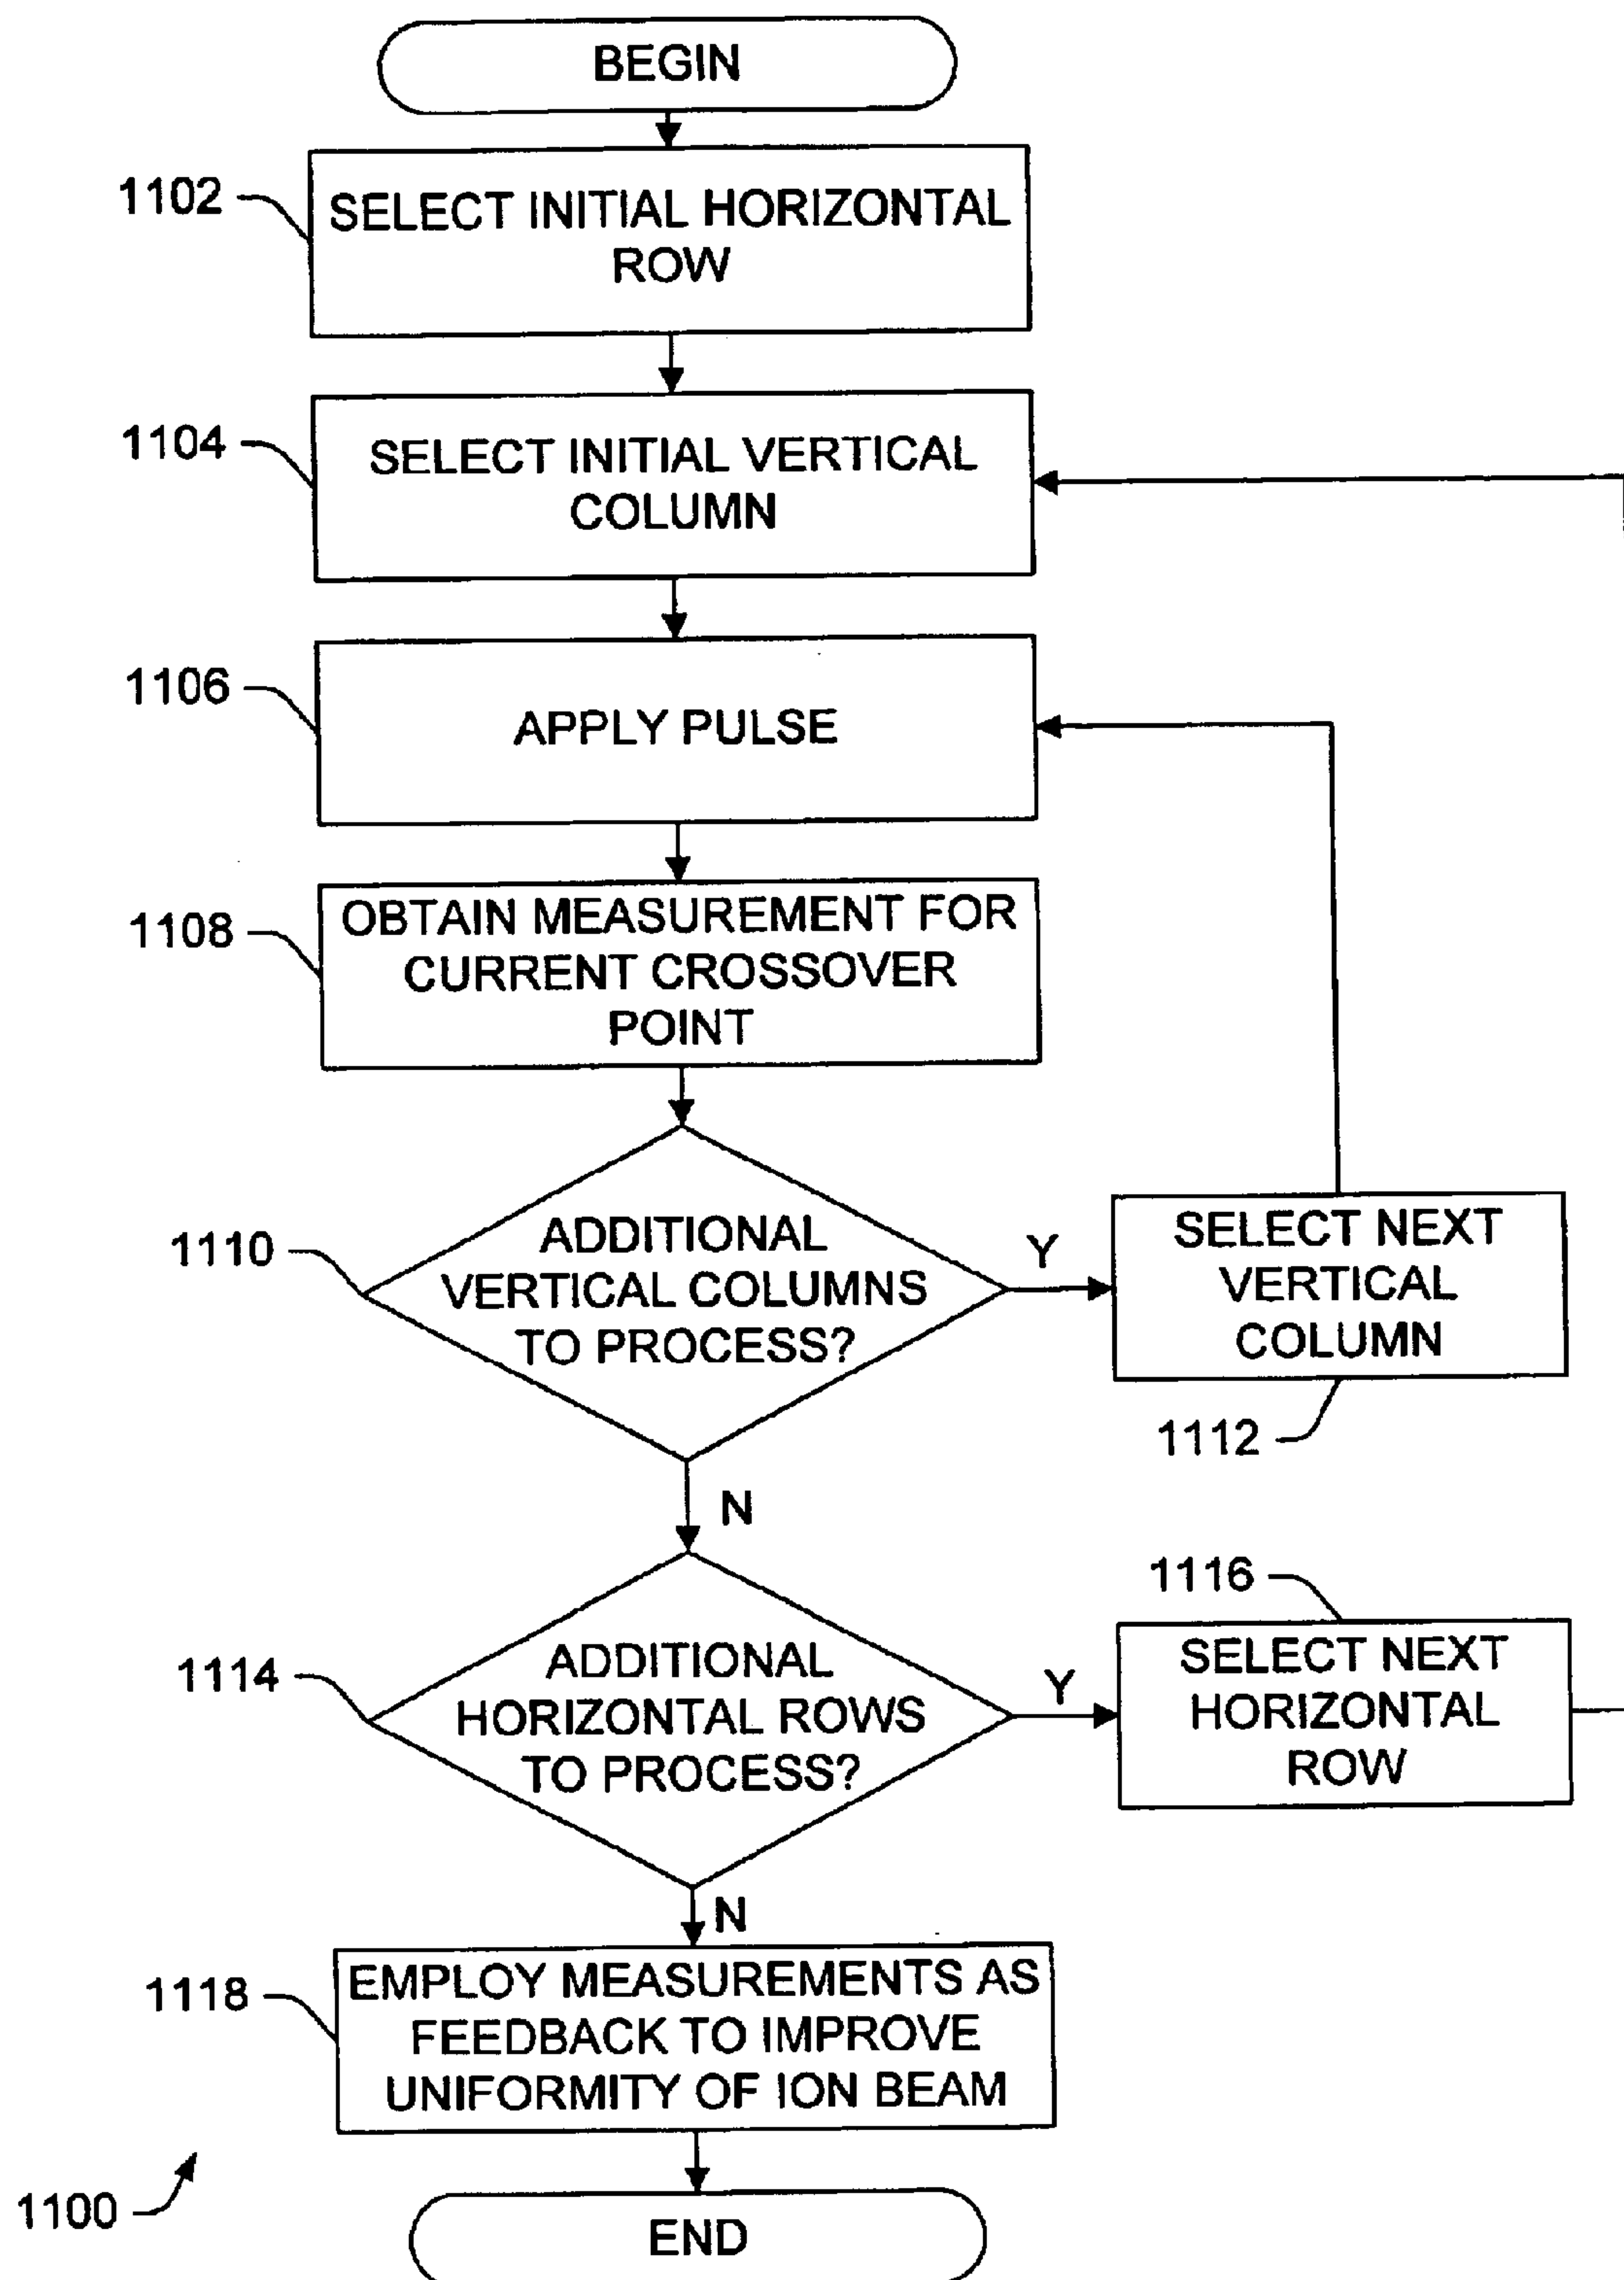 BEGIN
1102
SELECT INITIAL HORIZONTAL
ROW
1104
SELECT INITIAL VERTICAL
COLUMN
1106
APPLY PULSE
1108
OBTAIN MEASUREMENT FOR
CURRENT CROSSOVER
POINT
1110
ADDITIONAL
VERTICAL COLUMNS
TO PROCESS?
Y
SELECT NEXT
VERTICAL
COLUMN
1112
N
1114
ADDITIONAL
HORIZONTAL ROWS
TO PROCESS?
Y
1116
SELECT NEXT
HORIZONTAL
ROW
N
1118
EMPLOY MEASUREMENTS AS
FEEDBACK TO IMPROVE
UNIFORMITY OF ION BEAM
1100
END